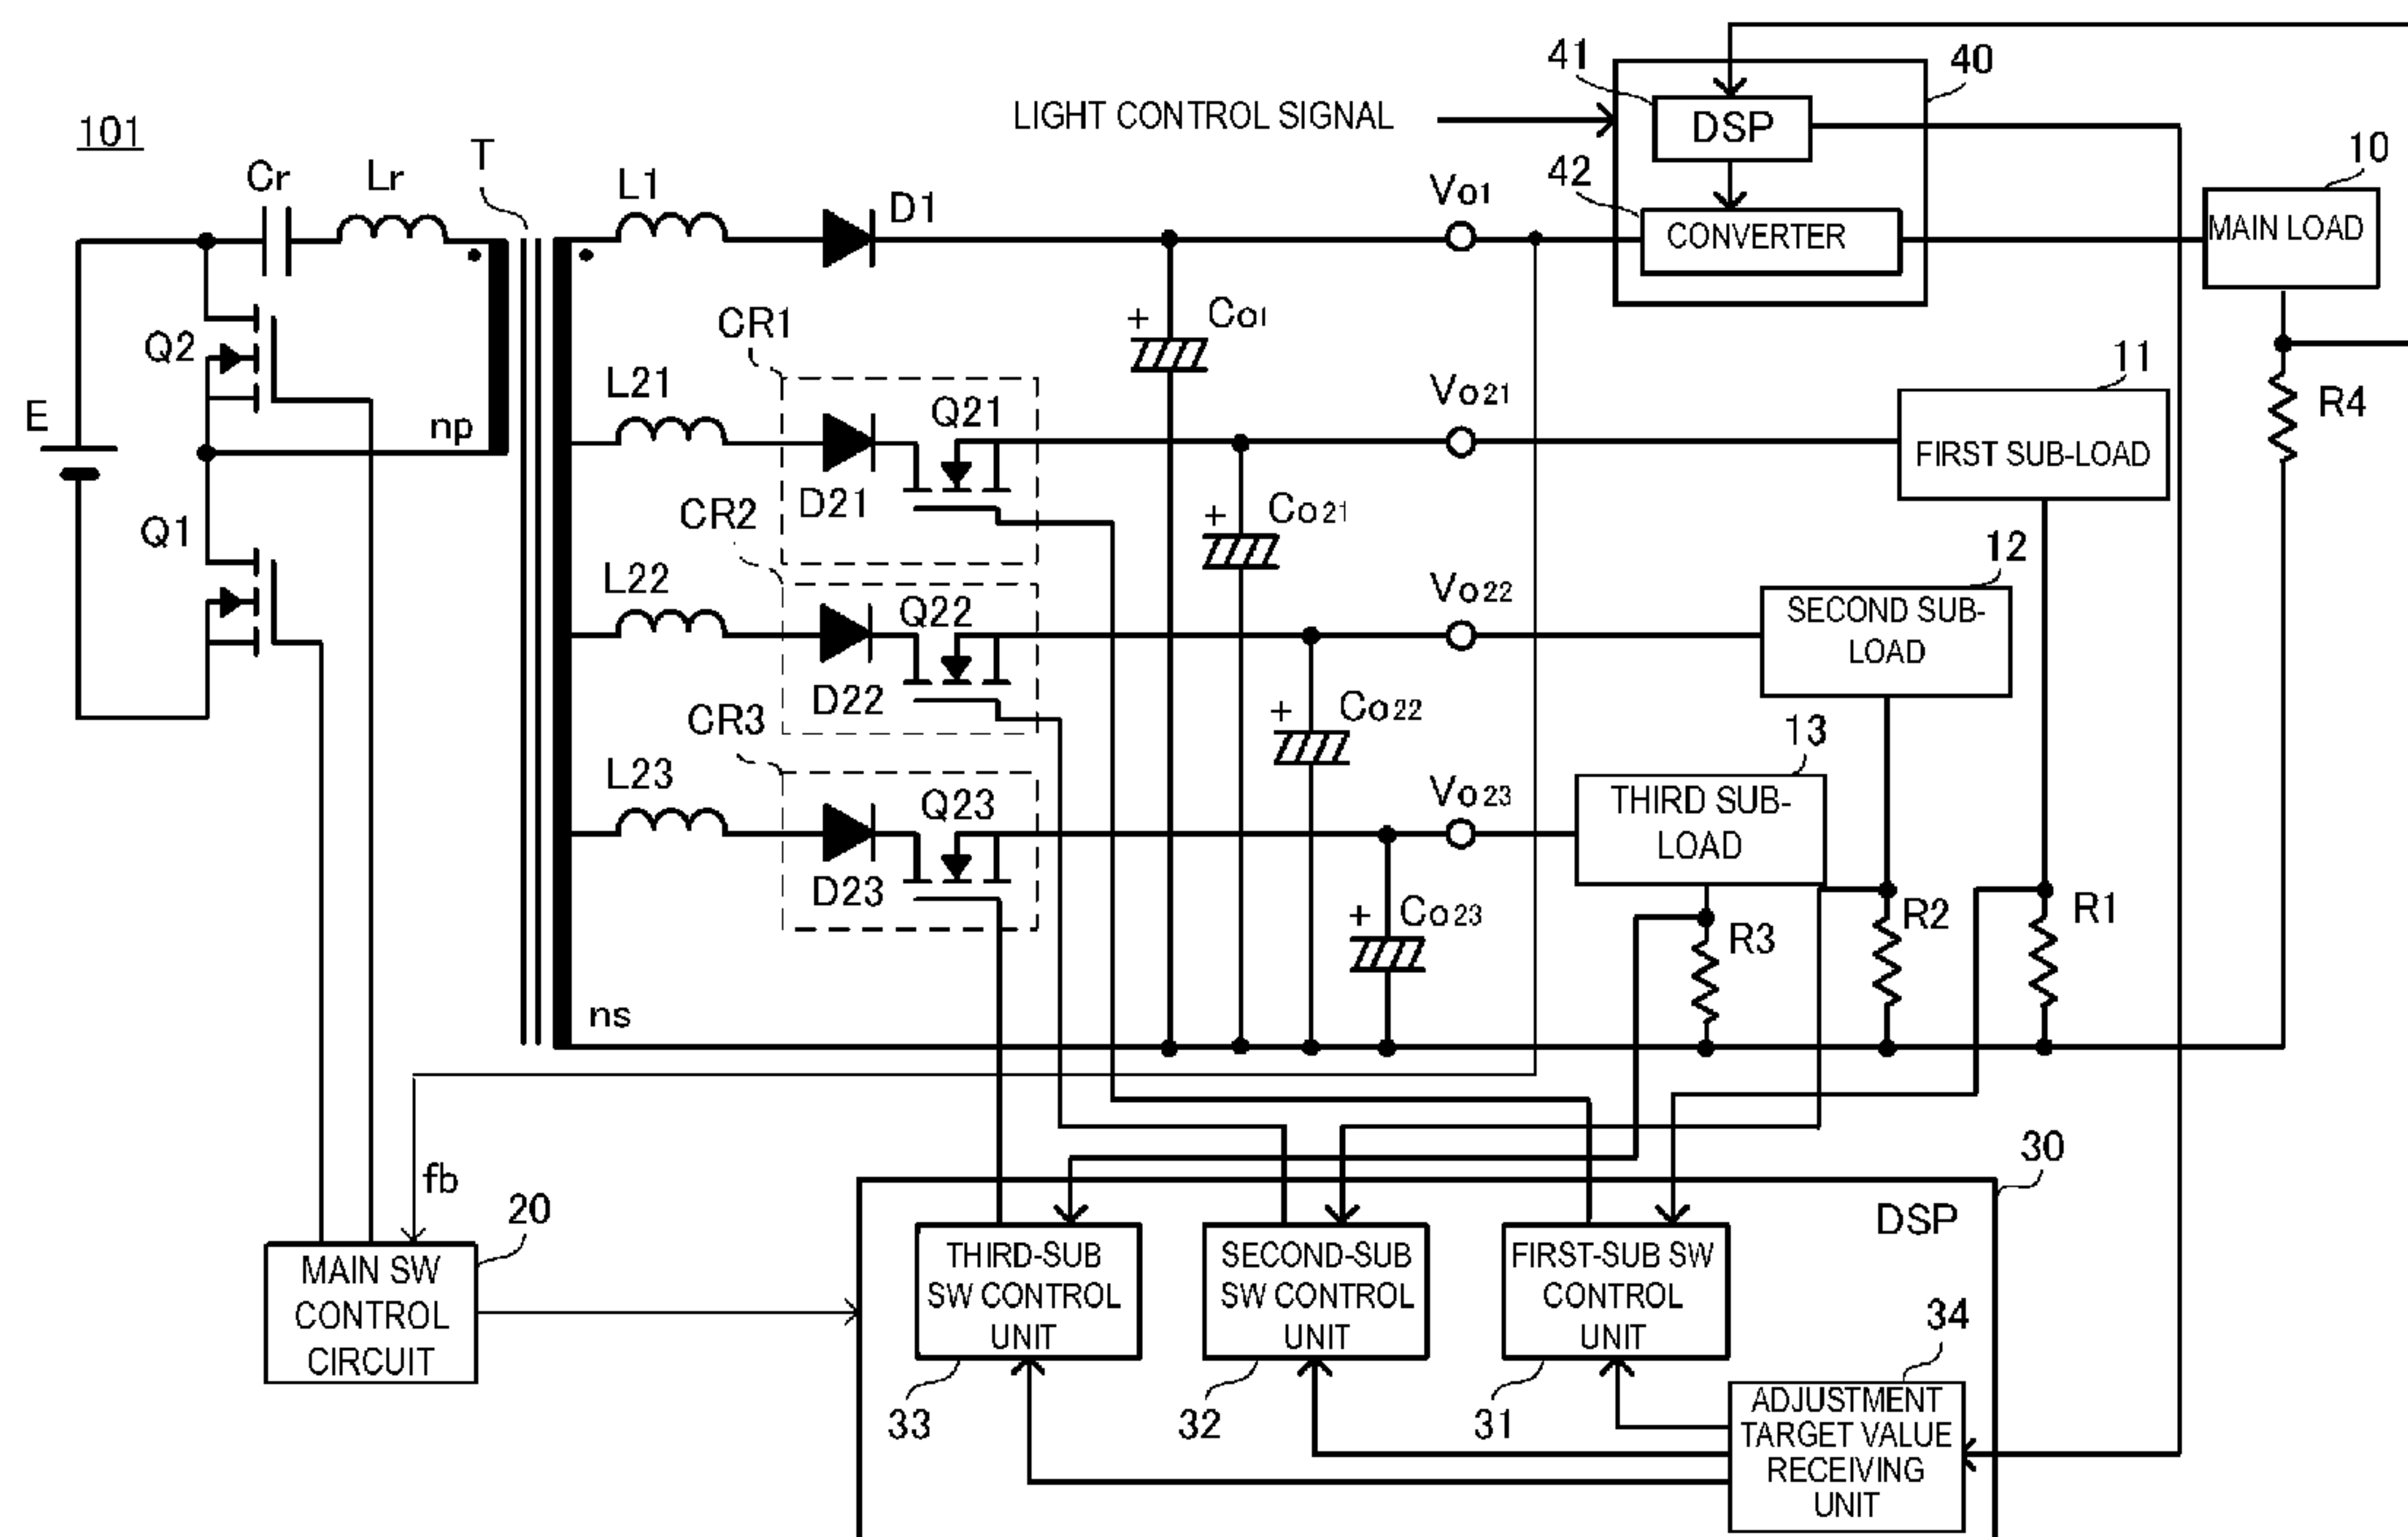 101
Cr
Lr
T
L1
D1
LIGHT CONTROL SIGNAL
41
40
DSP
42
CONVERTER
Vo1
10
MAIN LOAD
Q2
E
np
Q1
CR1
L21
Q21
D21
Co1
+
Vo21
11
FIRST SUB-LOAD
R4
CR2
L22
Q22
D22
Co21
+
Vo22
12
SECOND SUB-
LOAD
CR3
L23
Q23
D23
Co22
+
Vo23
13
THIRD SUB-
LOAD
Co23
+
R3
R2
R1
ns
fb
20
MAIN SW
CONTROL
CIRCUIT
30
DSP
THIRD-SUB
SW CONTROL
UNIT
SECOND-SUB
SW CONTROL
UNIT
FIRST-SUB SW
CONTROL
UNIT
33
32
31
34
ADJUSTMENT
TARGET VALUE
RECEIVING
UNIT